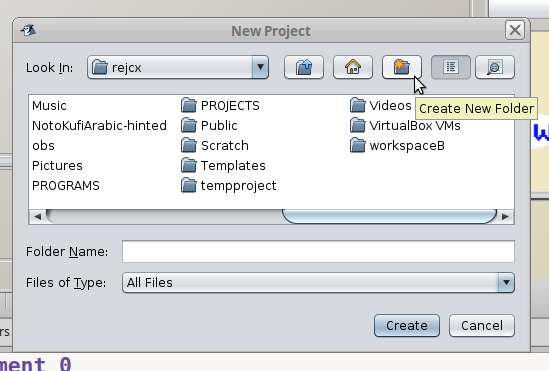 New Project
Look In: rejcx
Create New Folder
Music PROJECTS Videos
NotoKufiArabic-hinted Public VirtualBox VMs
obs Scratch workspaceB
Pictures Templates
PROGRAMS tempproject
Folder Name:
Files of Type: All Files
Create Cancel
rs
ment 0